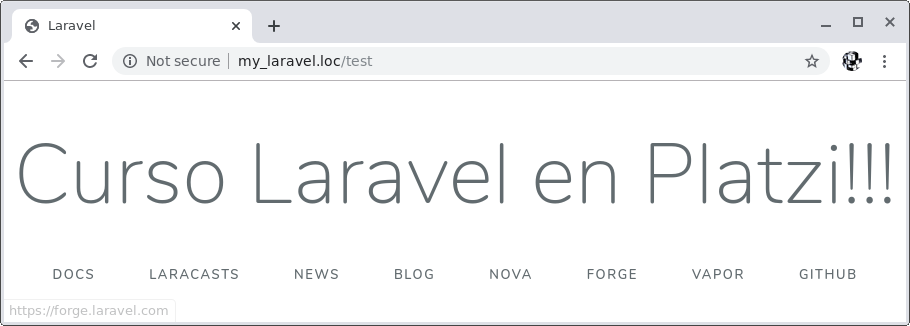 Laravel
Not secure my_laravel.loc/test
Curso Laravel en Platzi!!!
DOCS LARACASTS NEWS BLOG NOVA FORGE VAPOR GITHUB
https://forge.laravel.com